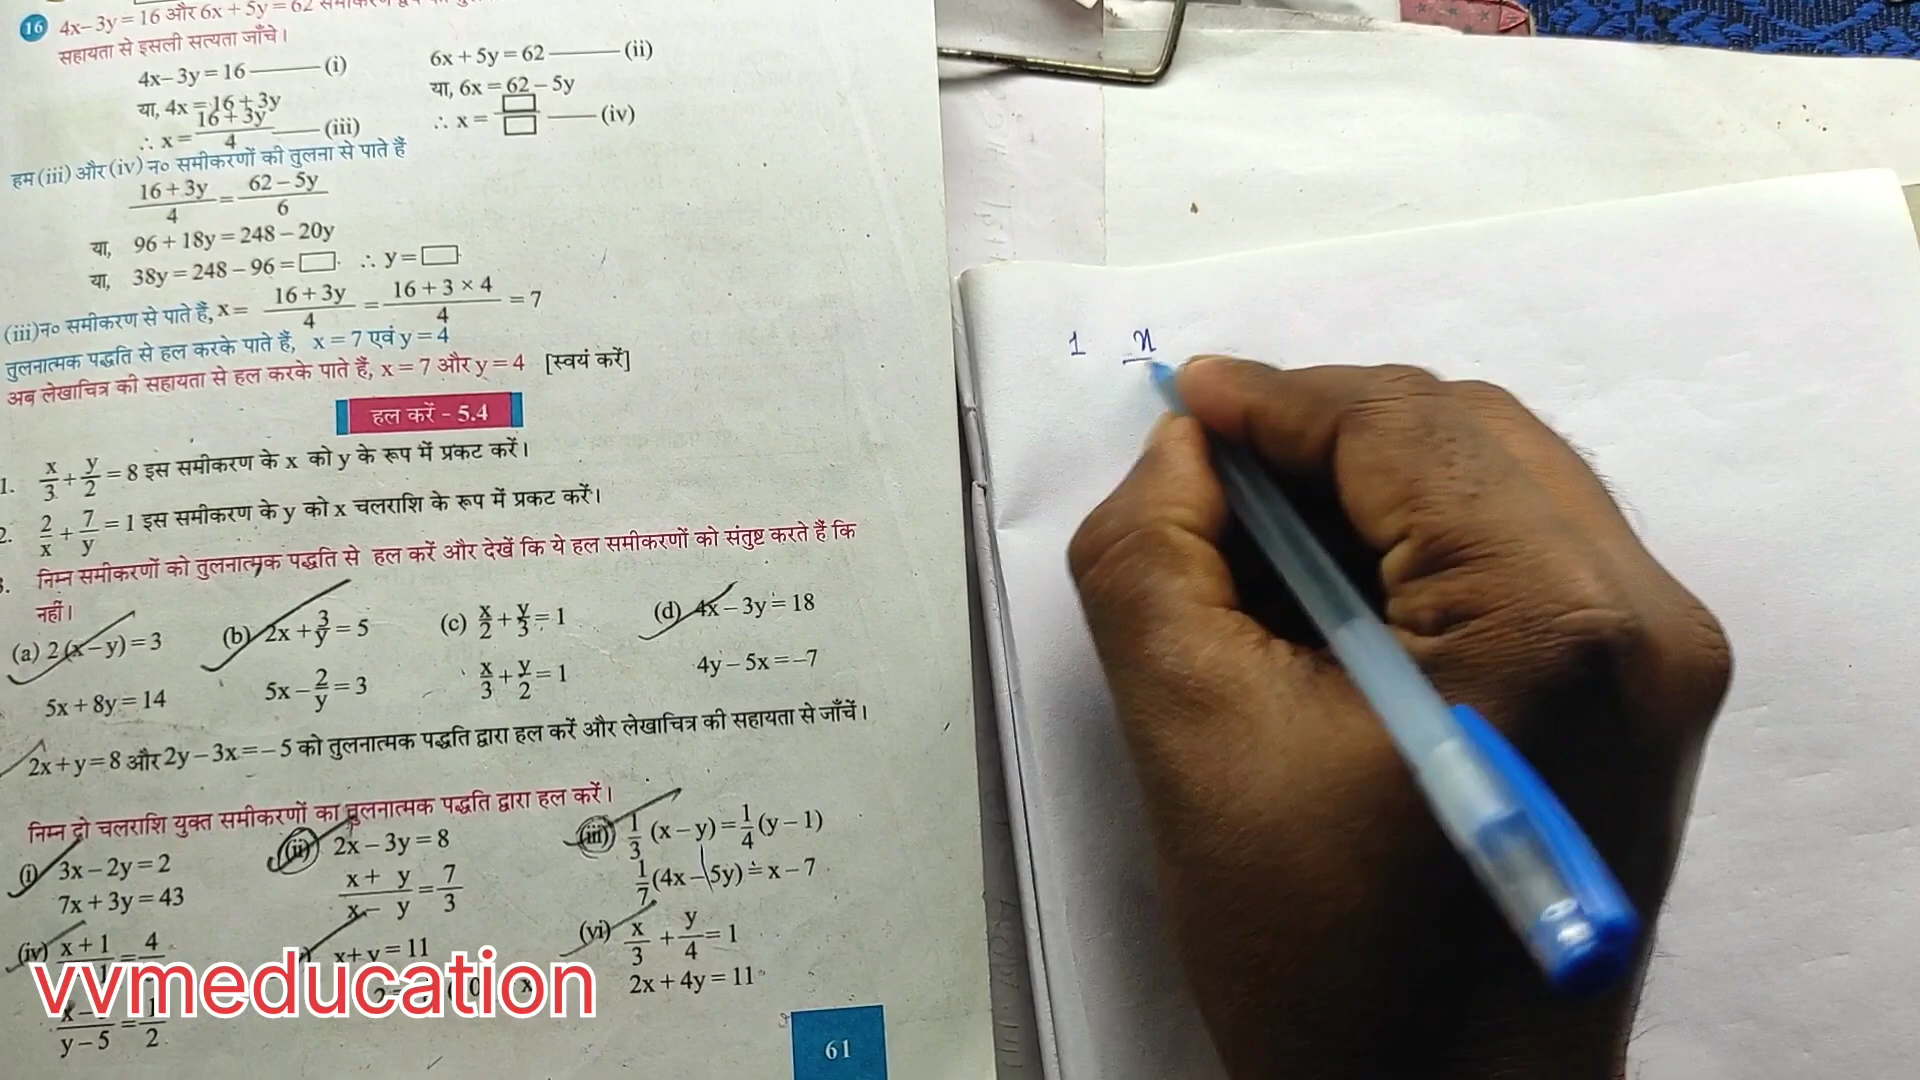 16 4x – 3y = 16 और 6x + 5y = 62
सहायता से इसली सत्यता जाँचे।
4x – 3y = 16 ——— (i) 6x + 5y = 62 ——— (ii)
या, 4x = 16 + 3y या, 6x = 62 – 5y
∴ x = (16 + 3y)/4 —— (iii) ∴ x = □/□ —— (iv)
हम (iii) और (iv) न० समीकरणों की तुलना से पाते हैं
(16 + 3y)/4 = (62 – 5y)/6
या, 96 + 18y = 248 – 20y
या, 38y = 248 – 96 = □ ∴ y = □
(iii)न० समीकरण से पाते हैं, x = (16 + 3y)/4 = (16 + 3 × 4)/4 = 7
तुलनात्मक पद्धति से हल करके पाते हैं, x = 7 एवं y = 4
अब लेखाचित्र की सहायता से हल करके पाते हैं, x = 7 और y = 4 [स्वयं करें]
हल करें - 5.4
1. x/3 + y/2 = 8 इस समीकरण के x को y के रूप में प्रकट करें।
2. 2/x + 7/y = 1 इस समीकरण के y को x चलराशि के रूप में प्रकट करें।
निम्न समीकरणों को तुलनात्मक पद्धति से हल करें और देखें कि ये हल समीकरणों को संतुष्ट करते हैं कि
नहीं।
(a) 2(x – y) = 3 (b) 2x + 3/y = 5 (c) x/2 + y/3 = 1 (d) 4x – 3y = 18
5x + 8y = 14 5x – 2/y = 3 x/3 + y/2 = 1 4y – 5x = –7
2x + y = 8 और 2y – 3x = – 5 को तुलनात्मक पद्धति द्वारा हल करें और लेखाचित्र की सहायता से जाँचें।
निम्न दो चलराशि युक्त समीकरणों का तुलनात्मक पद्धति द्वारा हल करें।
(i) 3x – 2y = 2 (ii) 2x – 3y = 8 (iii) 1/3 (x – y) = 1/4 (y – 1)
7x + 3y = 43 (x + y)/(x – y) = 7/3 1/7 (4x – 5y) = x – 7
(iv) x + 1 4 x + y = 11 (vi) x/3 + y/4 = 1
2x + 4y = 11
y – 5 = 1/2
61
vvmeducation
1 x